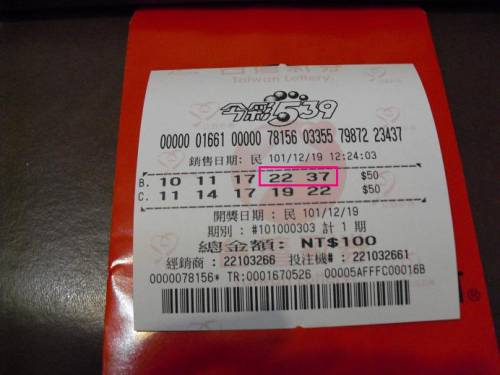 Taiwan Lottery
今彩539
00000 01661 00000 78156 03355 79872 23437
銷售日期: 民 101/12/19 12:24:03
B. 10 11 17 22 37 $50
C. 11 14 17 19 22 $50
開獎日期 : 民 101/12/19
期別 : #101000303 計 1 期
總金額: NT$100
經銷商 : 22103266 投注機# : 221032661
0000078156* TR:0001670526 00005AFFFC00016B